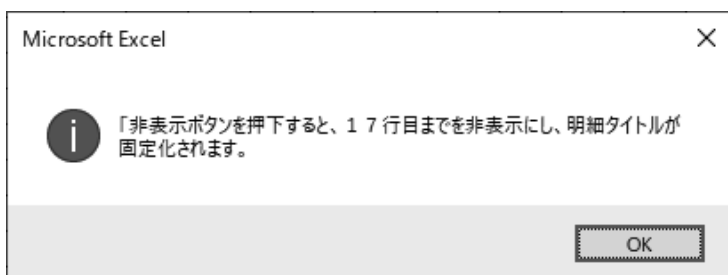 Microsoft Excel
「非表示ボタンを押下すると、１７行目までを非表示にし、明細タイトルが
固定化されます。
OK